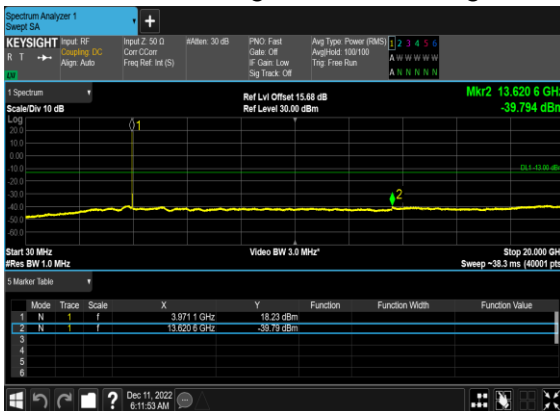 Spectrum Analyzer 1
Swept SA
KEYSIGHT
R T
LV
Input: RF
Coupling: DC
Align: Auto
Input Z: 50 Ω
Corr CCorr
Freq Ref: Int (S)
#Atten: 30 dB
PNO: Fast
Gate: Off
IF Gain: Low
Sig Track: Off
Avg Type: Power (RMS)
Avg|Hold: 100/100
Trig: Free Run
1 2 3 4 5 6
A W W W W W
A N N N N N
1 Spectrum
Scale/Div 10 dB
Ref Lvl Offset 15.68 dB
Ref Level 30.00 dBm
Mkr2 13.620 6 GHz
-39.794 dBm
Log
20.0
10.0
0.00
-10.0
-20.0
-30.0
-40.0
-50.0
-60.0
1
DL1 -13.00 dBm
2
Start 30 MHz
#Res BW 1.0 MHz
Video BW 3.0 MHz*
Stop 20.000 GH
Sweep ~38.3 ms (40001 pts
5 Marker Table
Mode Trace Scale X Y Function Function Width Function Value
1 N 1 f 3.971 1 GHz 18.23 dBm
2 N 1 f 13.620 6 GHz -39.79 dBm
3
4
5
6
?
Dec 11, 2022
6:11:53 AM